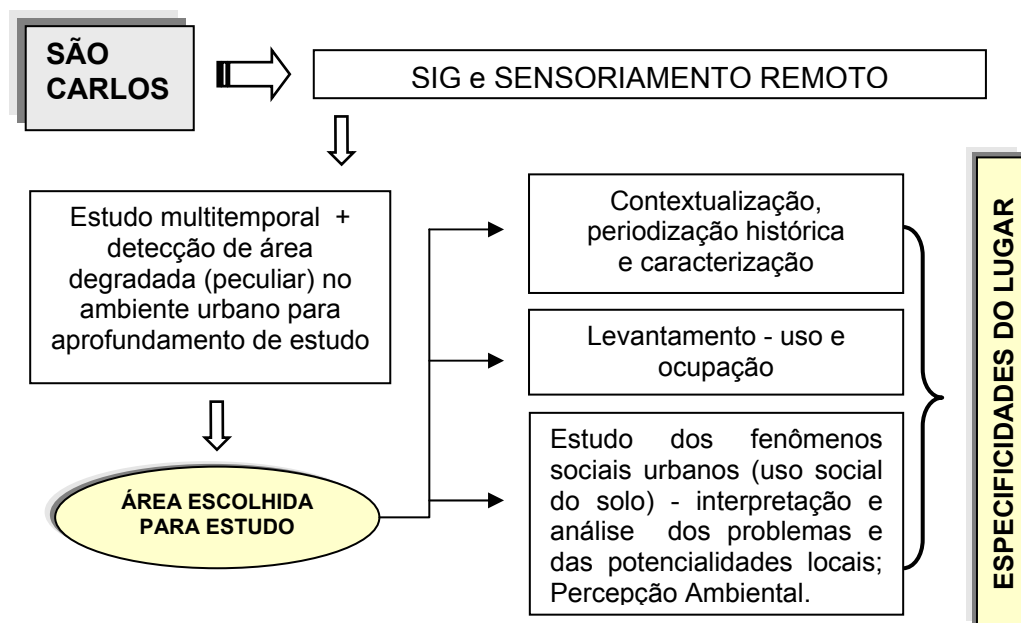 SÃO
CARLOS
SIG e SENSORIAMENTO REMOTO
Estudo multitemporal +
detecção de área
degradada (peculiar) no
ambiente urbano para
aprofundamento de estudo
ÁREA ESCOLHIDA
PARA ESTUDO
Contextualização,
periodização histórica
e caracterização
Levantamento - uso e
ocupação
Estudo dos fenômenos
sociais urbanos (uso social
do solo) - interpretação e
análise dos problemas e
das potencialidades locais;
Percepção Ambiental.
ESPECIFICIDADES DO LUGAR